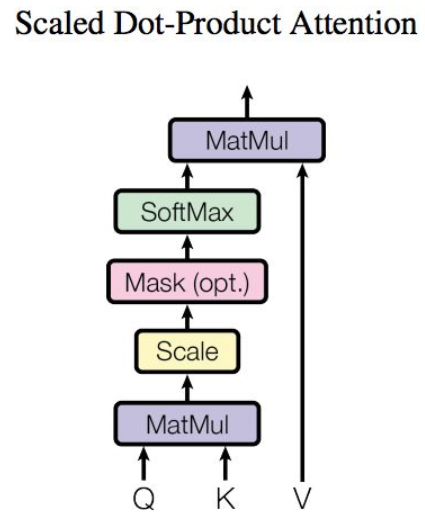 Scaled Dot-Product Attention
MatMul
SoftMax
Mask (opt.)
Scale
MatMul
Q K V